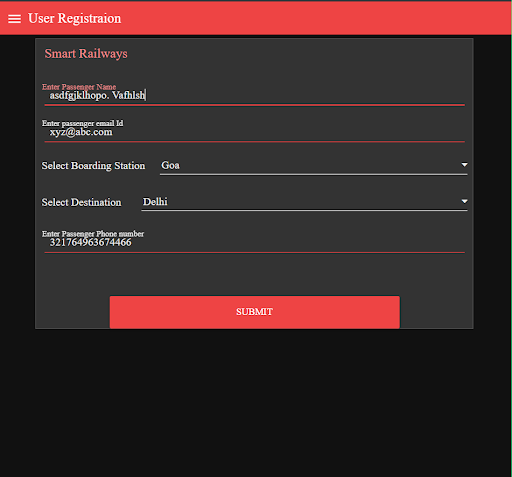 User Registraion
Smart Railways
Enter Passenger Name
asdfgjklhopo. Vafhlsh
Enter passenger email Id
xyz@abc.com
Select Boarding Station Goa
Select Destination Delhi
Enter Passenger Phone number
321764963674466
SUBMIT